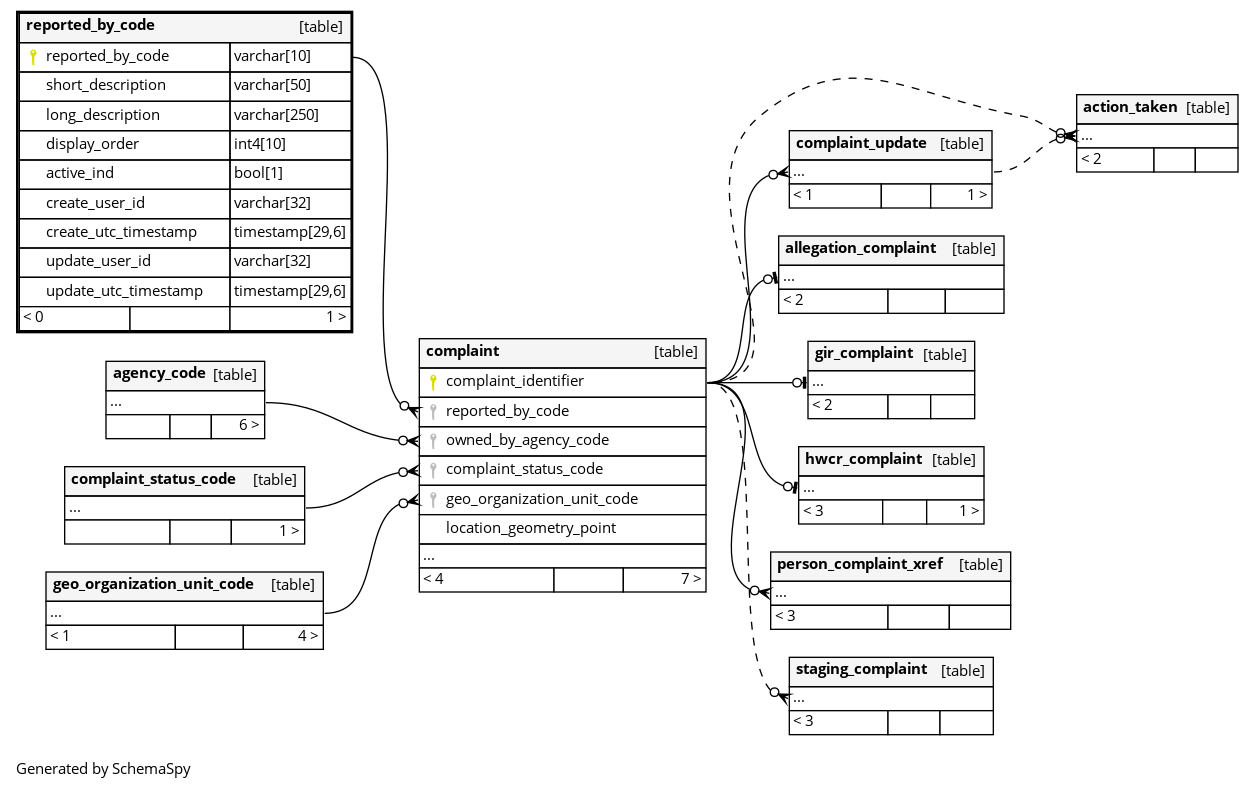 reported_by_code [table]
reported_by_code varchar[10]
short_description varchar[50]
long_description varchar[250]
display_order int4[10]
active_ind bool[1]
create_user_id varchar[32]
create_utc_timestamp timestamp[29,6]
update_user_id varchar[32]
update_utc_timestamp timestamp[29,6]
< 0 1 >
agency_code [table]
...
6 >
complaint_status_code [table]
...
1 >
geo_organization_unit_code [table]
...
< 1 4 >
complaint [table]
complaint_identifier
reported_by_code
owned_by_agency_code
complaint_status_code
geo_organization_unit_code
location_geometry_point
...
< 4 7 >
complaint_update [table]
...
< 1 1 >
allegation_complaint [table]
...
< 2
gir_complaint [table]
...
< 2
hwcr_complaint [table]
...
< 3 1 >
person_complaint_xref [table]
...
< 3
staging_complaint [table]
...
< 3
action_taken [table]
...
< 2
Generated by SchemaSpy